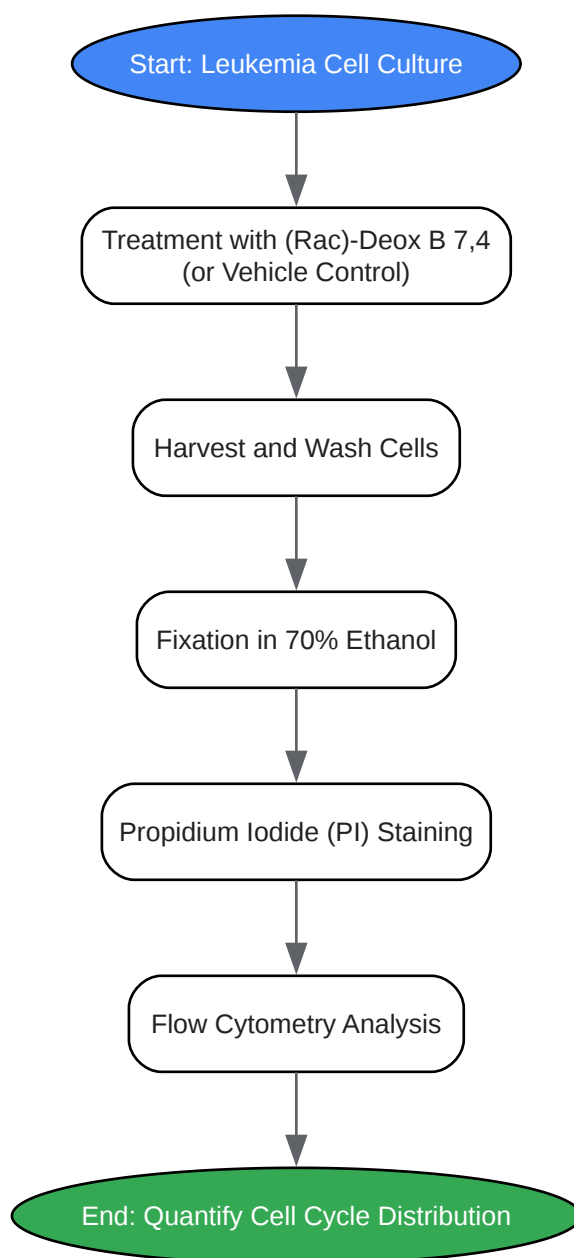 Start: Leukemia Cell Culture
Treatment with (Rac)-Deox B 7,4
(or Vehicle Control)
Harvest and Wash Cells
Fixation in 70% Ethanol
Propidium Iodide (PI) Staining
Flow Cytometry Analysis
End: Quantify Cell Cycle Distribution